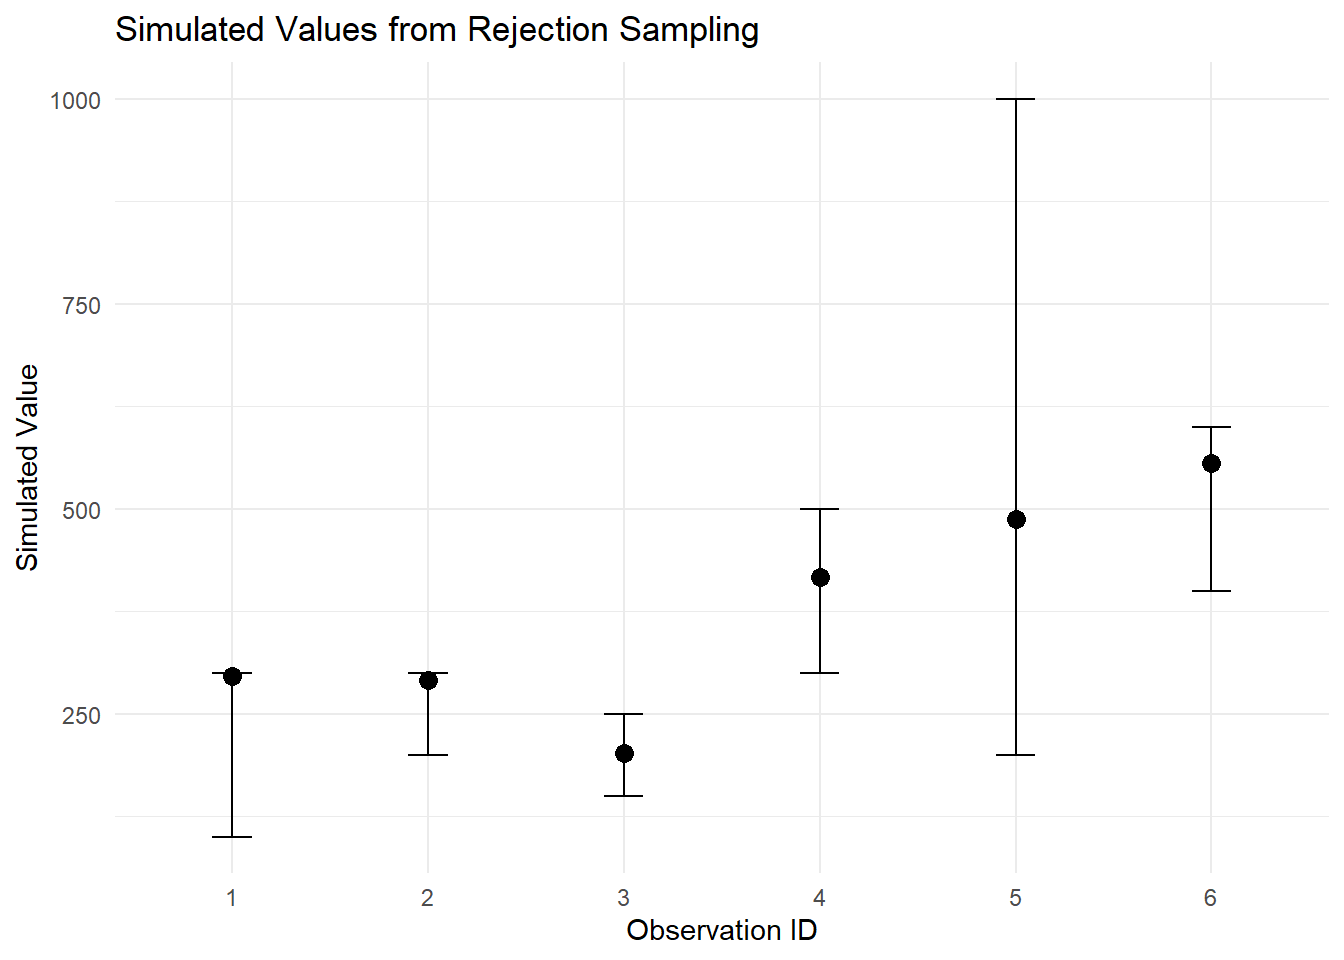 Simulated Values from Rejection Sampling
1000
750
500
250
Simulated Value
1 2 3 4 5 6
Observation ID